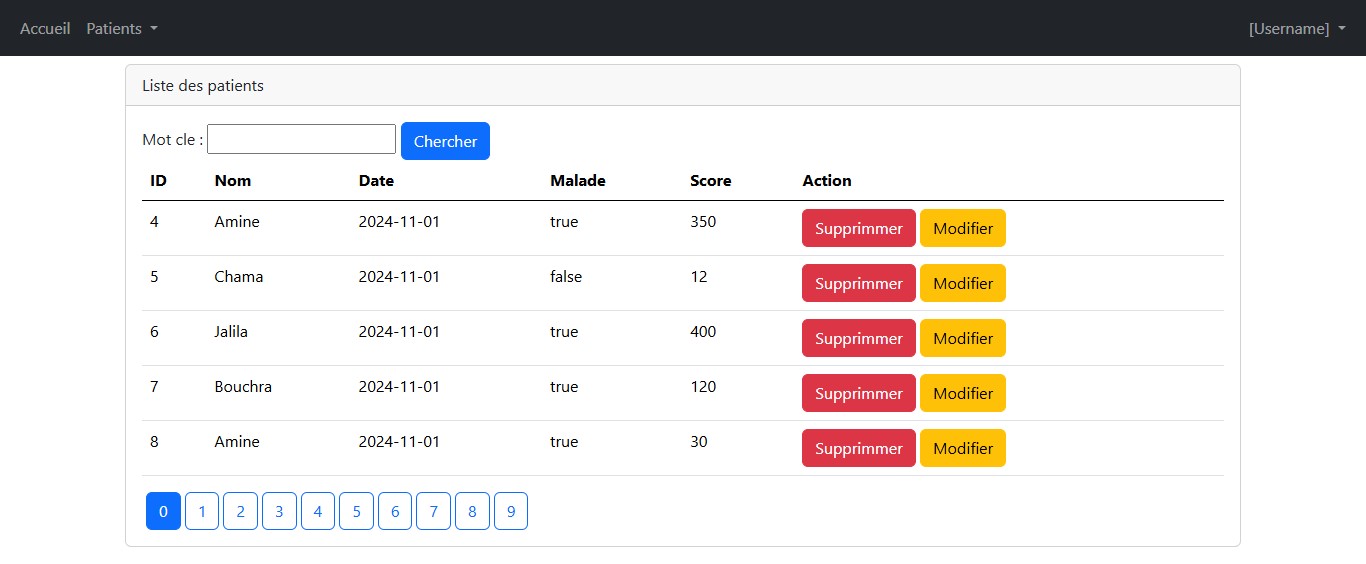 Accueil Patients [Username]
Liste des patients
Mot cle : Chercher
ID Nom Date Malade Score Action
4 Amine 2024-11-01 true 350 Supprimmer Modifier
5 Chama 2024-11-01 false 12 Supprimmer Modifier
6 Jalila 2024-11-01 true 400 Supprimmer Modifier
7 Bouchra 2024-11-01 true 120 Supprimmer Modifier
8 Amine 2024-11-01 true 30 Supprimmer Modifier
0 1 2 3 4 5 6 7 8 9